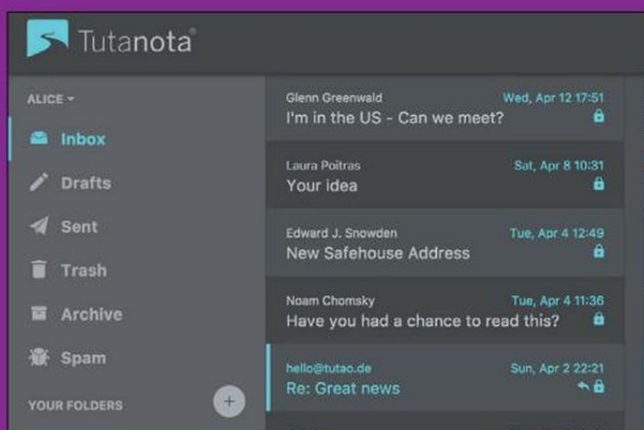 Tutanota
ALICE
Inbox
Drafts
Sent
Trash
Archive
Spam
YOUR FOLDERS
+
Glenn Greenwald Wed, Apr 12 17:51
I'm in the US - Can we meet?
Laura Poitras Sat, Apr 8 10:31
Your idea
Edward J. Snowden Tue, Apr 4 12:49
New Safehouse Address
Noam Chomsky Tue, Apr 4 11:36
Have you had a chance to read this?
hello@tutao.de Sun, Apr 2 22:21
Re: Great news